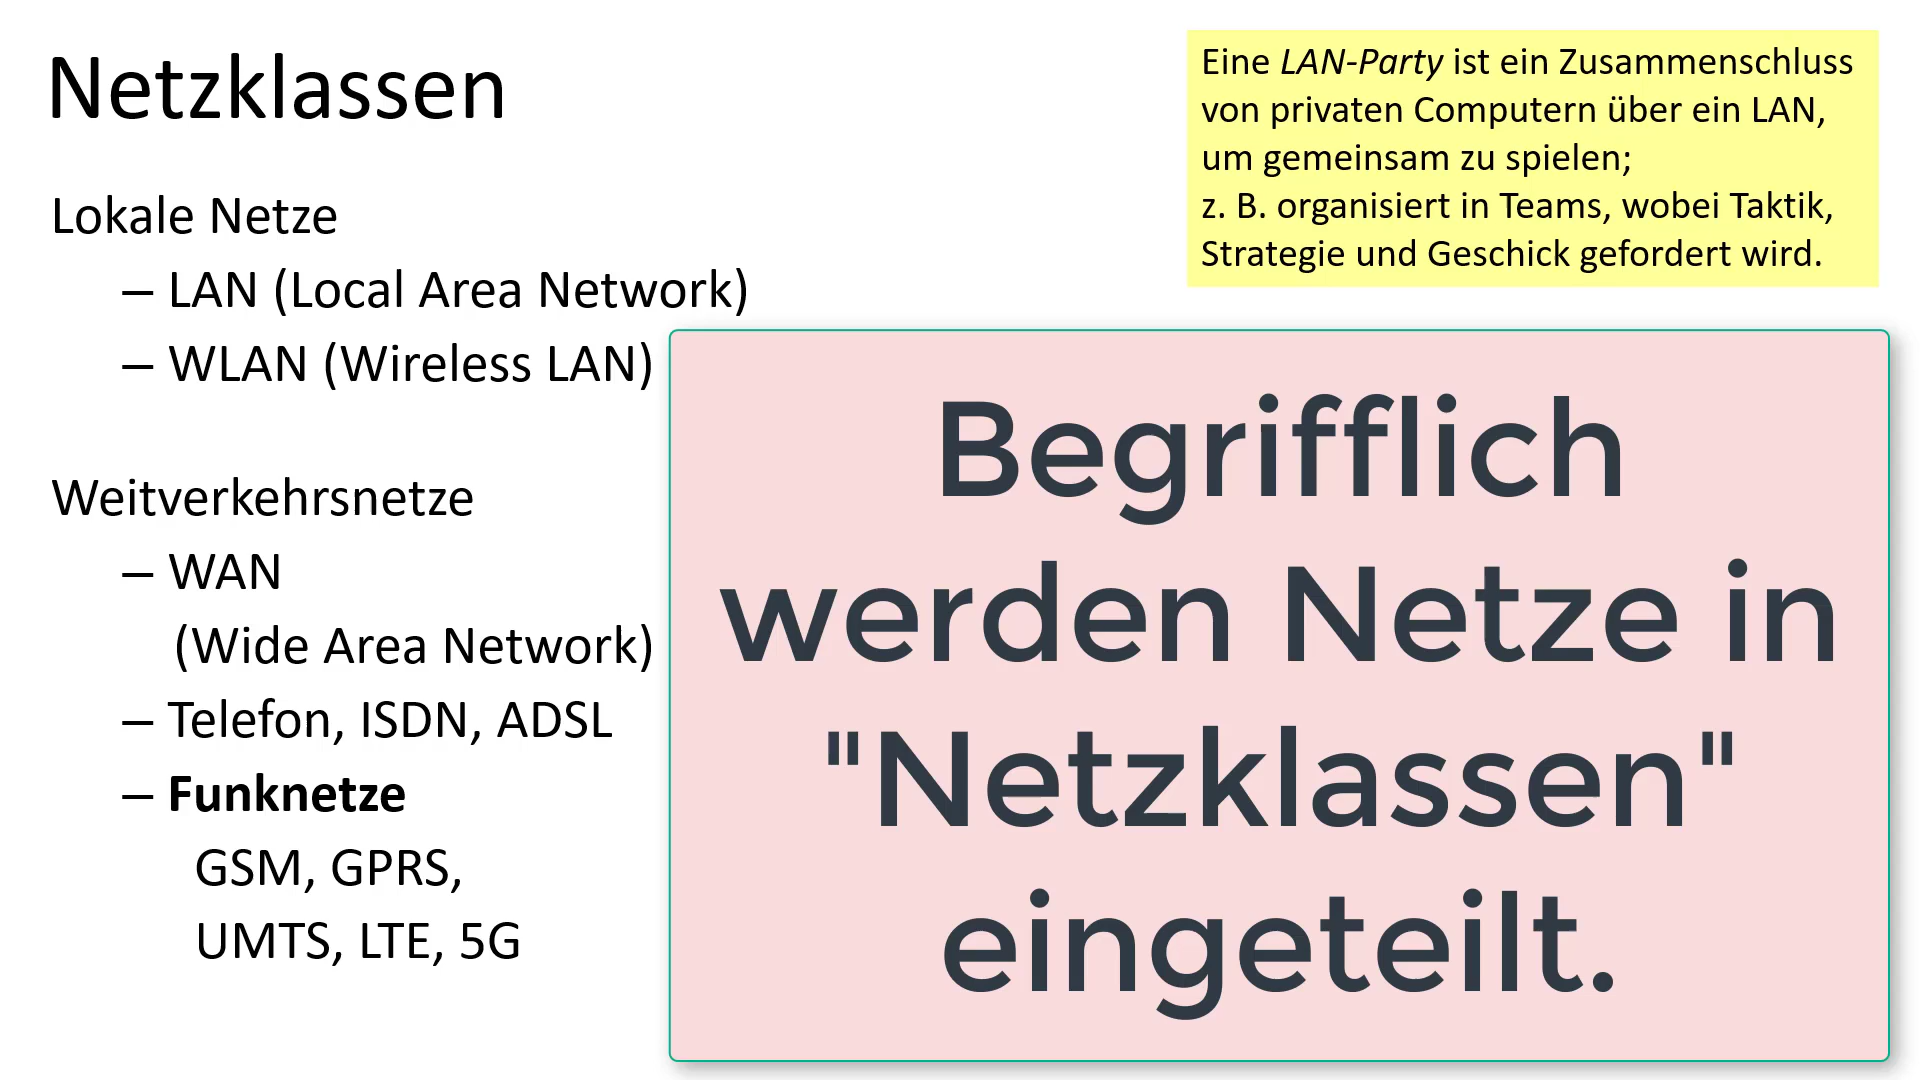 Netzklassen
Lokale Netze
– LAN (Local Area Network)
– WLAN (Wireless LAN)
Weitverkehrsnetze
– WAN
(Wide Area Network)
– Telefon, ISDN, ADSL
– Funknetze
GSM, GPRS,
UMTS, LTE, 5G
Eine LAN-Party ist ein Zusammenschluss
von privaten Computern über ein LAN,
um gemeinsam zu spielen;
z. B. organisiert in Teams, wobei Taktik,
Strategie und Geschick gefordert wird.
Begrifflich
werden Netze in
"Netzklassen"
eingeteilt.